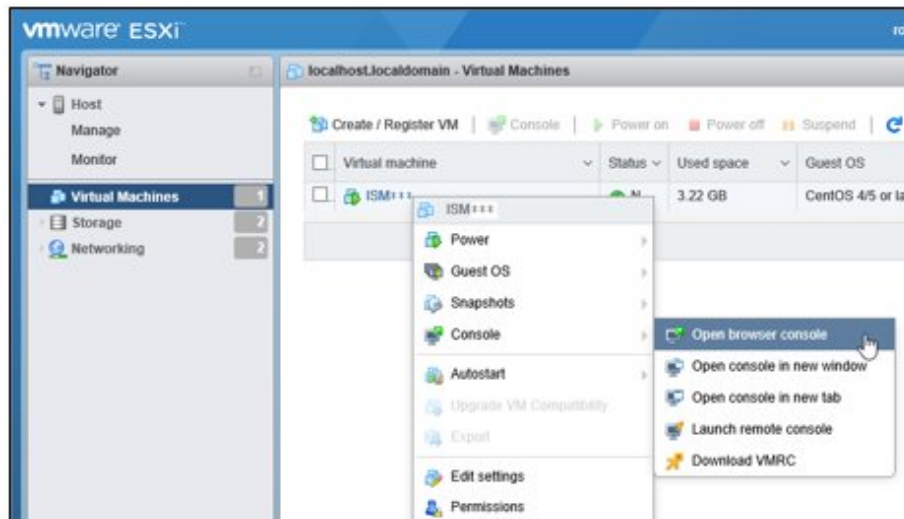 vmware ESXi
ro
Navigator
localhost.localdomain - Virtual Machines
Host
Manage
Monitor
Virtual Machines 1
Storage 2
Networking 2
Create / Register VM | Console | Power on Power off Suspend |
Virtual machine Status Used space Guest OS
ISM*** N 3.22 GB CentOS 4/5 or la
ISM***
Power
Guest OS
Snapshots
Console
Autostart
Upgrade VM Compatibility
Export
Edit settings
Permissions
Open browser console
Open console in new window
Open console in new tab
Launch remote console
Download VMRC